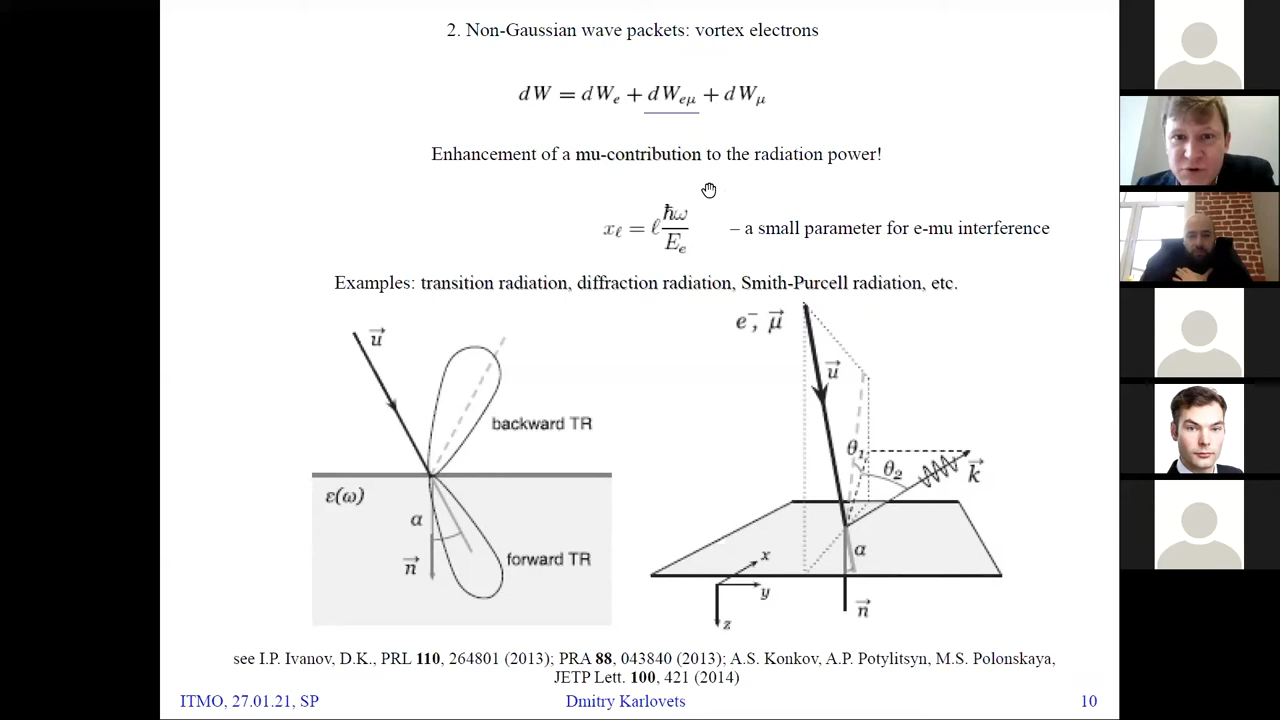 2. Non-Gaussian wave packets: vortex electrons
dW = dW_e + dW_{eμ} + dW_μ
Enhancement of a mu-contribution to the radiation power!
x_ℓ = ℓ ħω / E_e – a small parameter for e-mu interference
Examples: transition radiation, diffraction radiation, Smith-Purcell radiation, etc.
u⃗
backward TR
ε(ω)
α
n⃗
forward TR
e⁻, μ⃗
u⃗
θ₁
θ₂
k⃗
α
x
y
z
n⃗
see I.P. Ivanov, D.K., PRL 110, 264801 (2013); PRA 88, 043840 (2013); A.S. Konkov, A.P. Potylitsyn, M.S. Polonskaya,
JETP Lett. 100, 421 (2014)
ITMO, 27.01.21, SP
Dmitry Karlovets
10